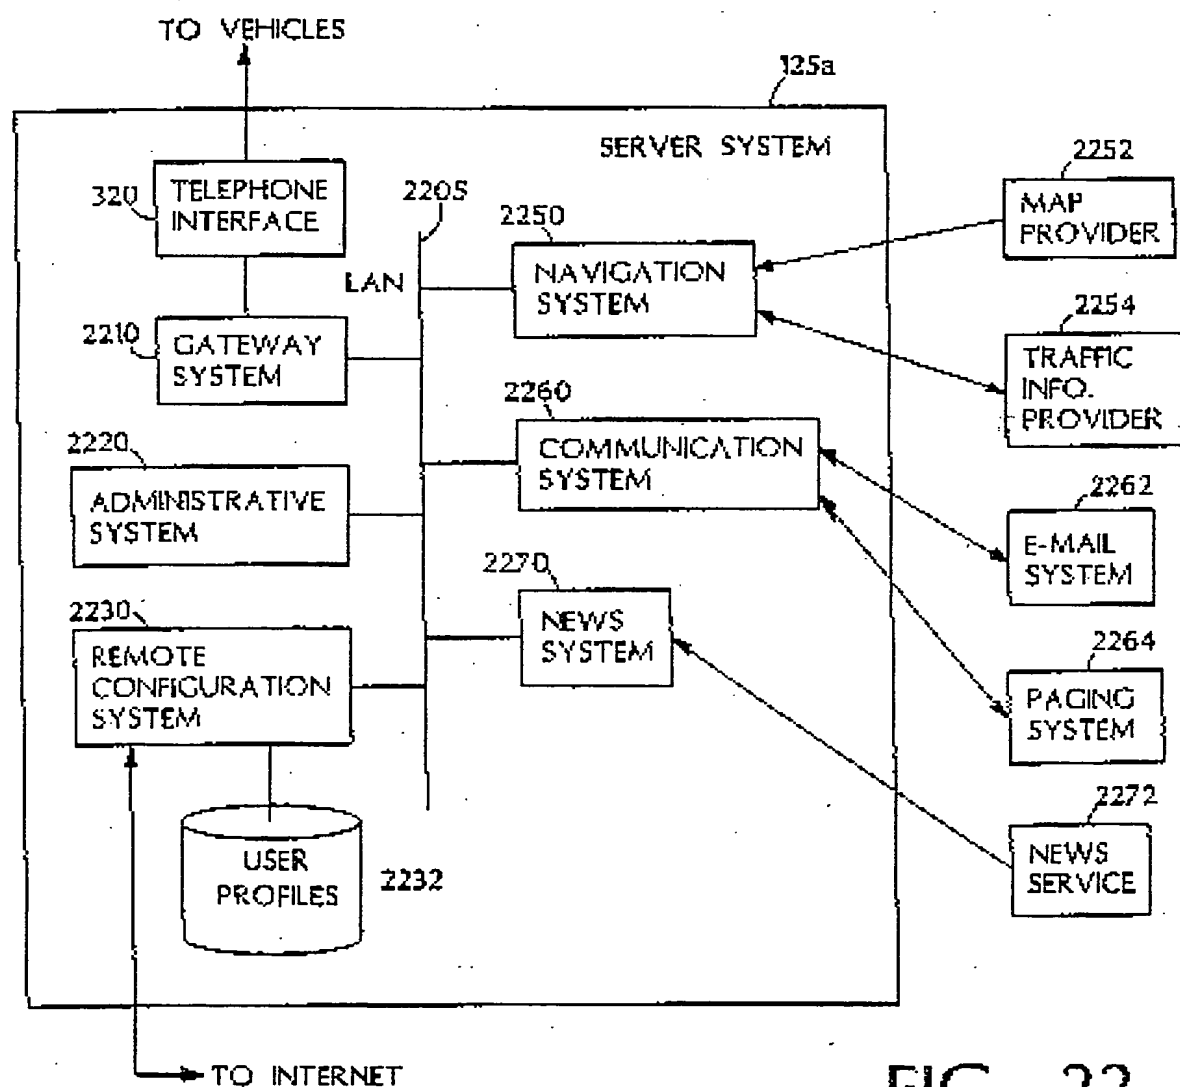 TO VEHICLES
125a
SERVER SYSTEM
320
TELEPHONE
INTERFACE
2205
LAN
2210
GATEWAY
SYSTEM
2220
ADMINISTRATIVE
SYSTEM
2230
REMOTE
CONFIGURATION
SYSTEM
USER
PROFILES
2232
TO INTERNET
2250
NAVIGATION
SYSTEM
2260
COMMUNICATION
SYSTEM
2270
NEWS
SYSTEM
2252
MAP
PROVIDER
2254
TRAFFIC
INFO.
PROVIDER
2262
E-MAIL
SYSTEM
2264
PAGING
SYSTEM
2272
NEWS
SERVICE
FIG. 22